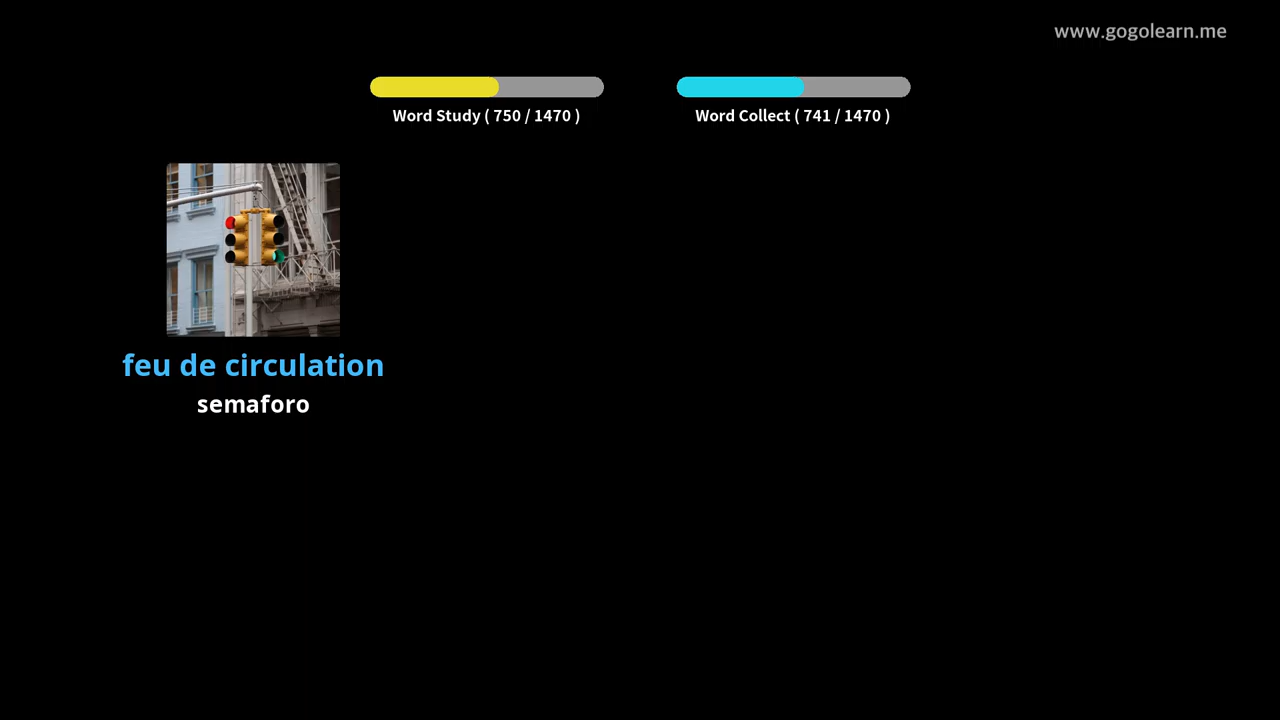 www.gogolearn.me
Word Study ( 750 / 1470 )
Word Collect ( 741 / 1470 )
feu de circulation
semaforo